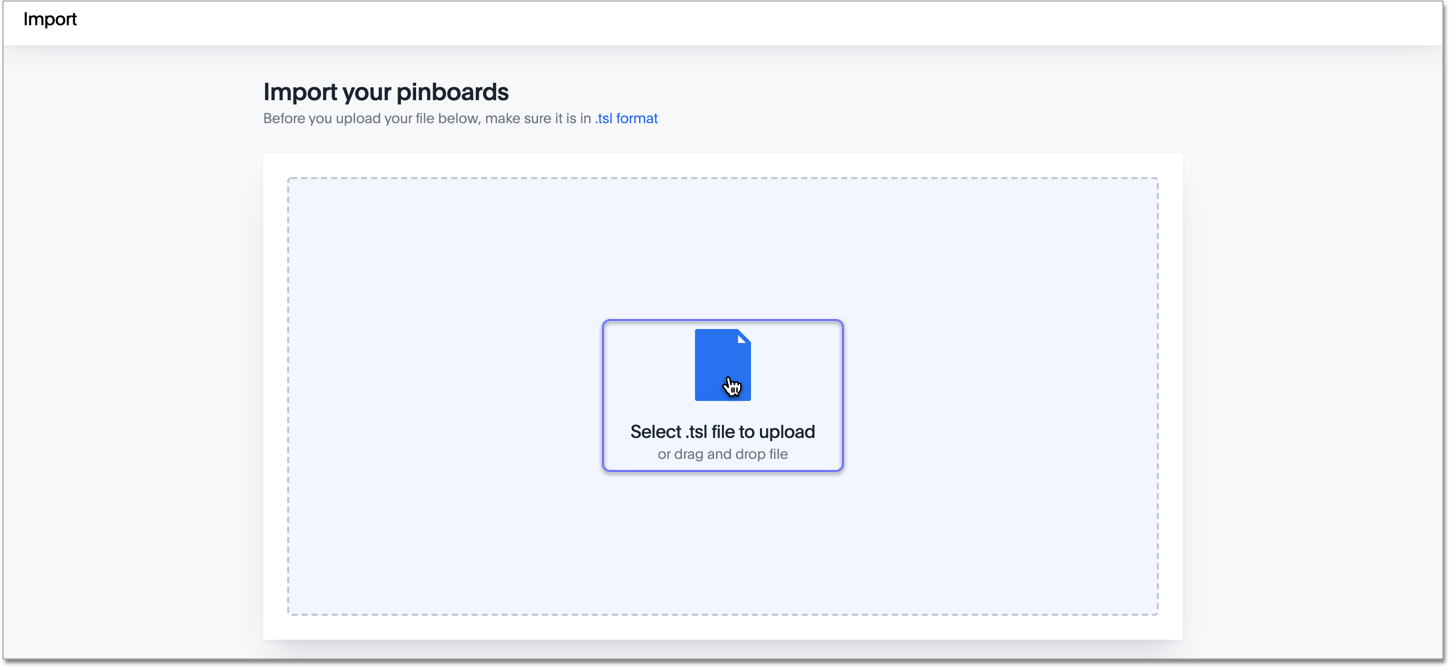 Import
Import your pinboards
Before you upload your file below, make sure it is in .tsl format
Select .tsl file to upload
or drag and drop file